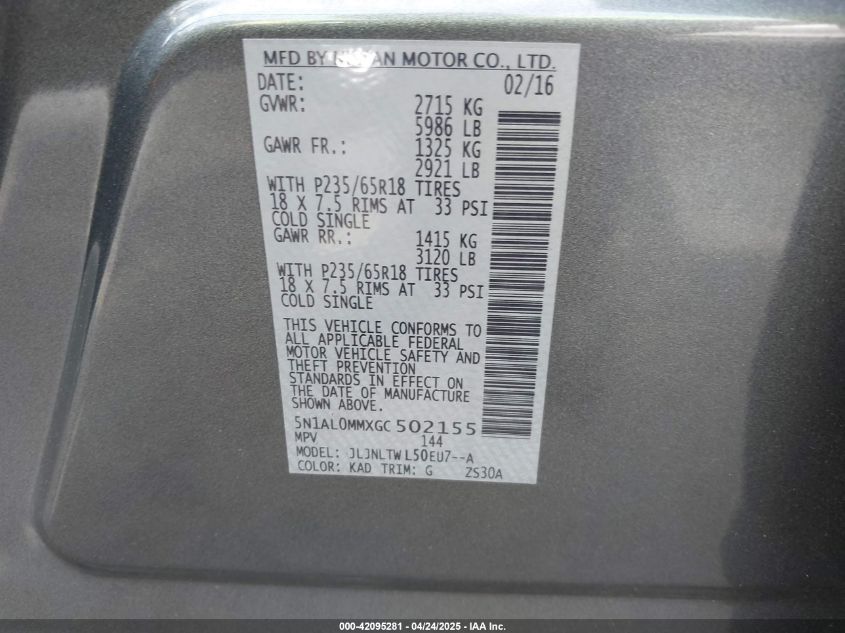 MFD BY NISSAN MOTOR CO., LTD.
DATE: 02/16
GVWR: 2715 KG
5986 LB
GAWR FR.: 1325 KG
2921 LB
WITH P235/65R18 TIRES
18 X 7.5 RIMS AT 33 PSI
COLD SINGLE
GAWR RR.: 1415 KG
3120 LB
WITH P235/65R18 TIRES
18 X 7.5 RIMS AT 33 PSI
COLD SINGLE
THIS VEHICLE CONFORMS TO
ALL APPLICABLE FEDERAL
MOTOR VEHICLE SAFETY AND
THEFT PREVENTION
STANDARDS IN EFFECT ON
THE DATE OF MANUFACTURE
SHOWN ABOVE.
5N1AL0MMXGC502155
MPV 144
MODEL: JLJNLTWL50EU7--A
COLOR: KAD TRIM: G ZS30A
000-42095281 - 04/24/2025 - IAA Inc.